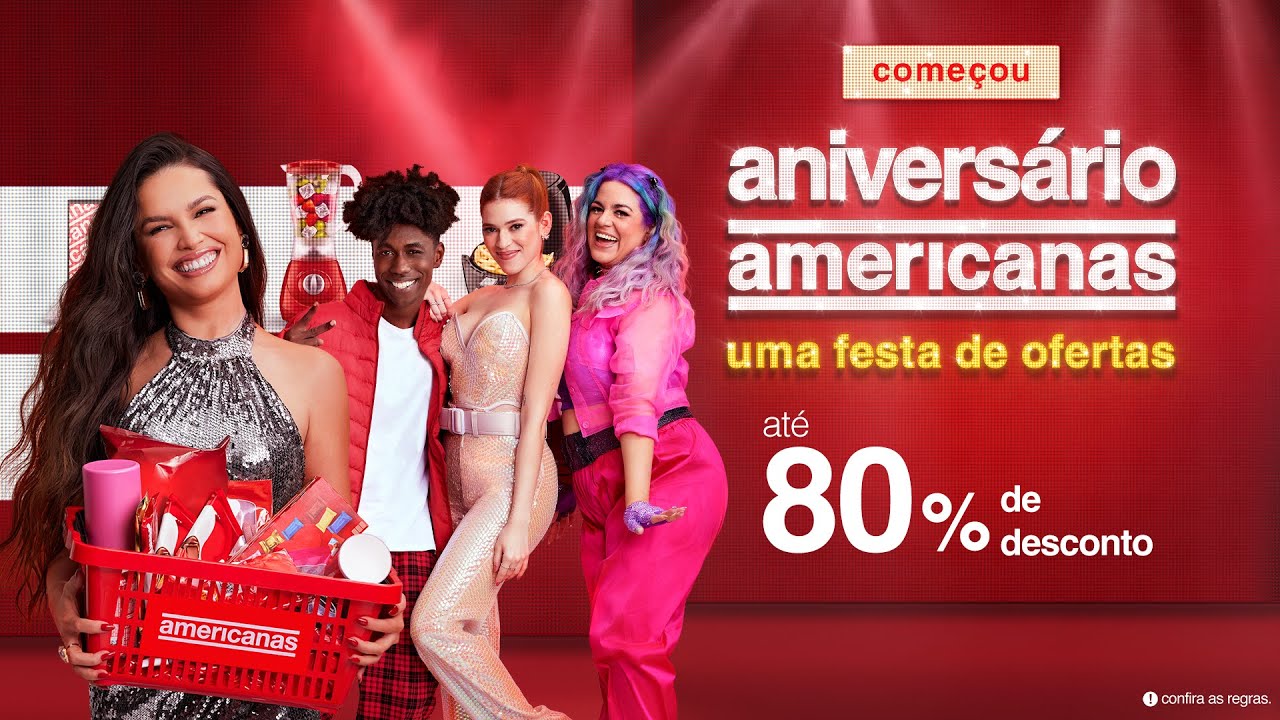 começou
aniversário
americanas
uma festa de ofertas
até
80% de
desconto
americanas
confira as regras.